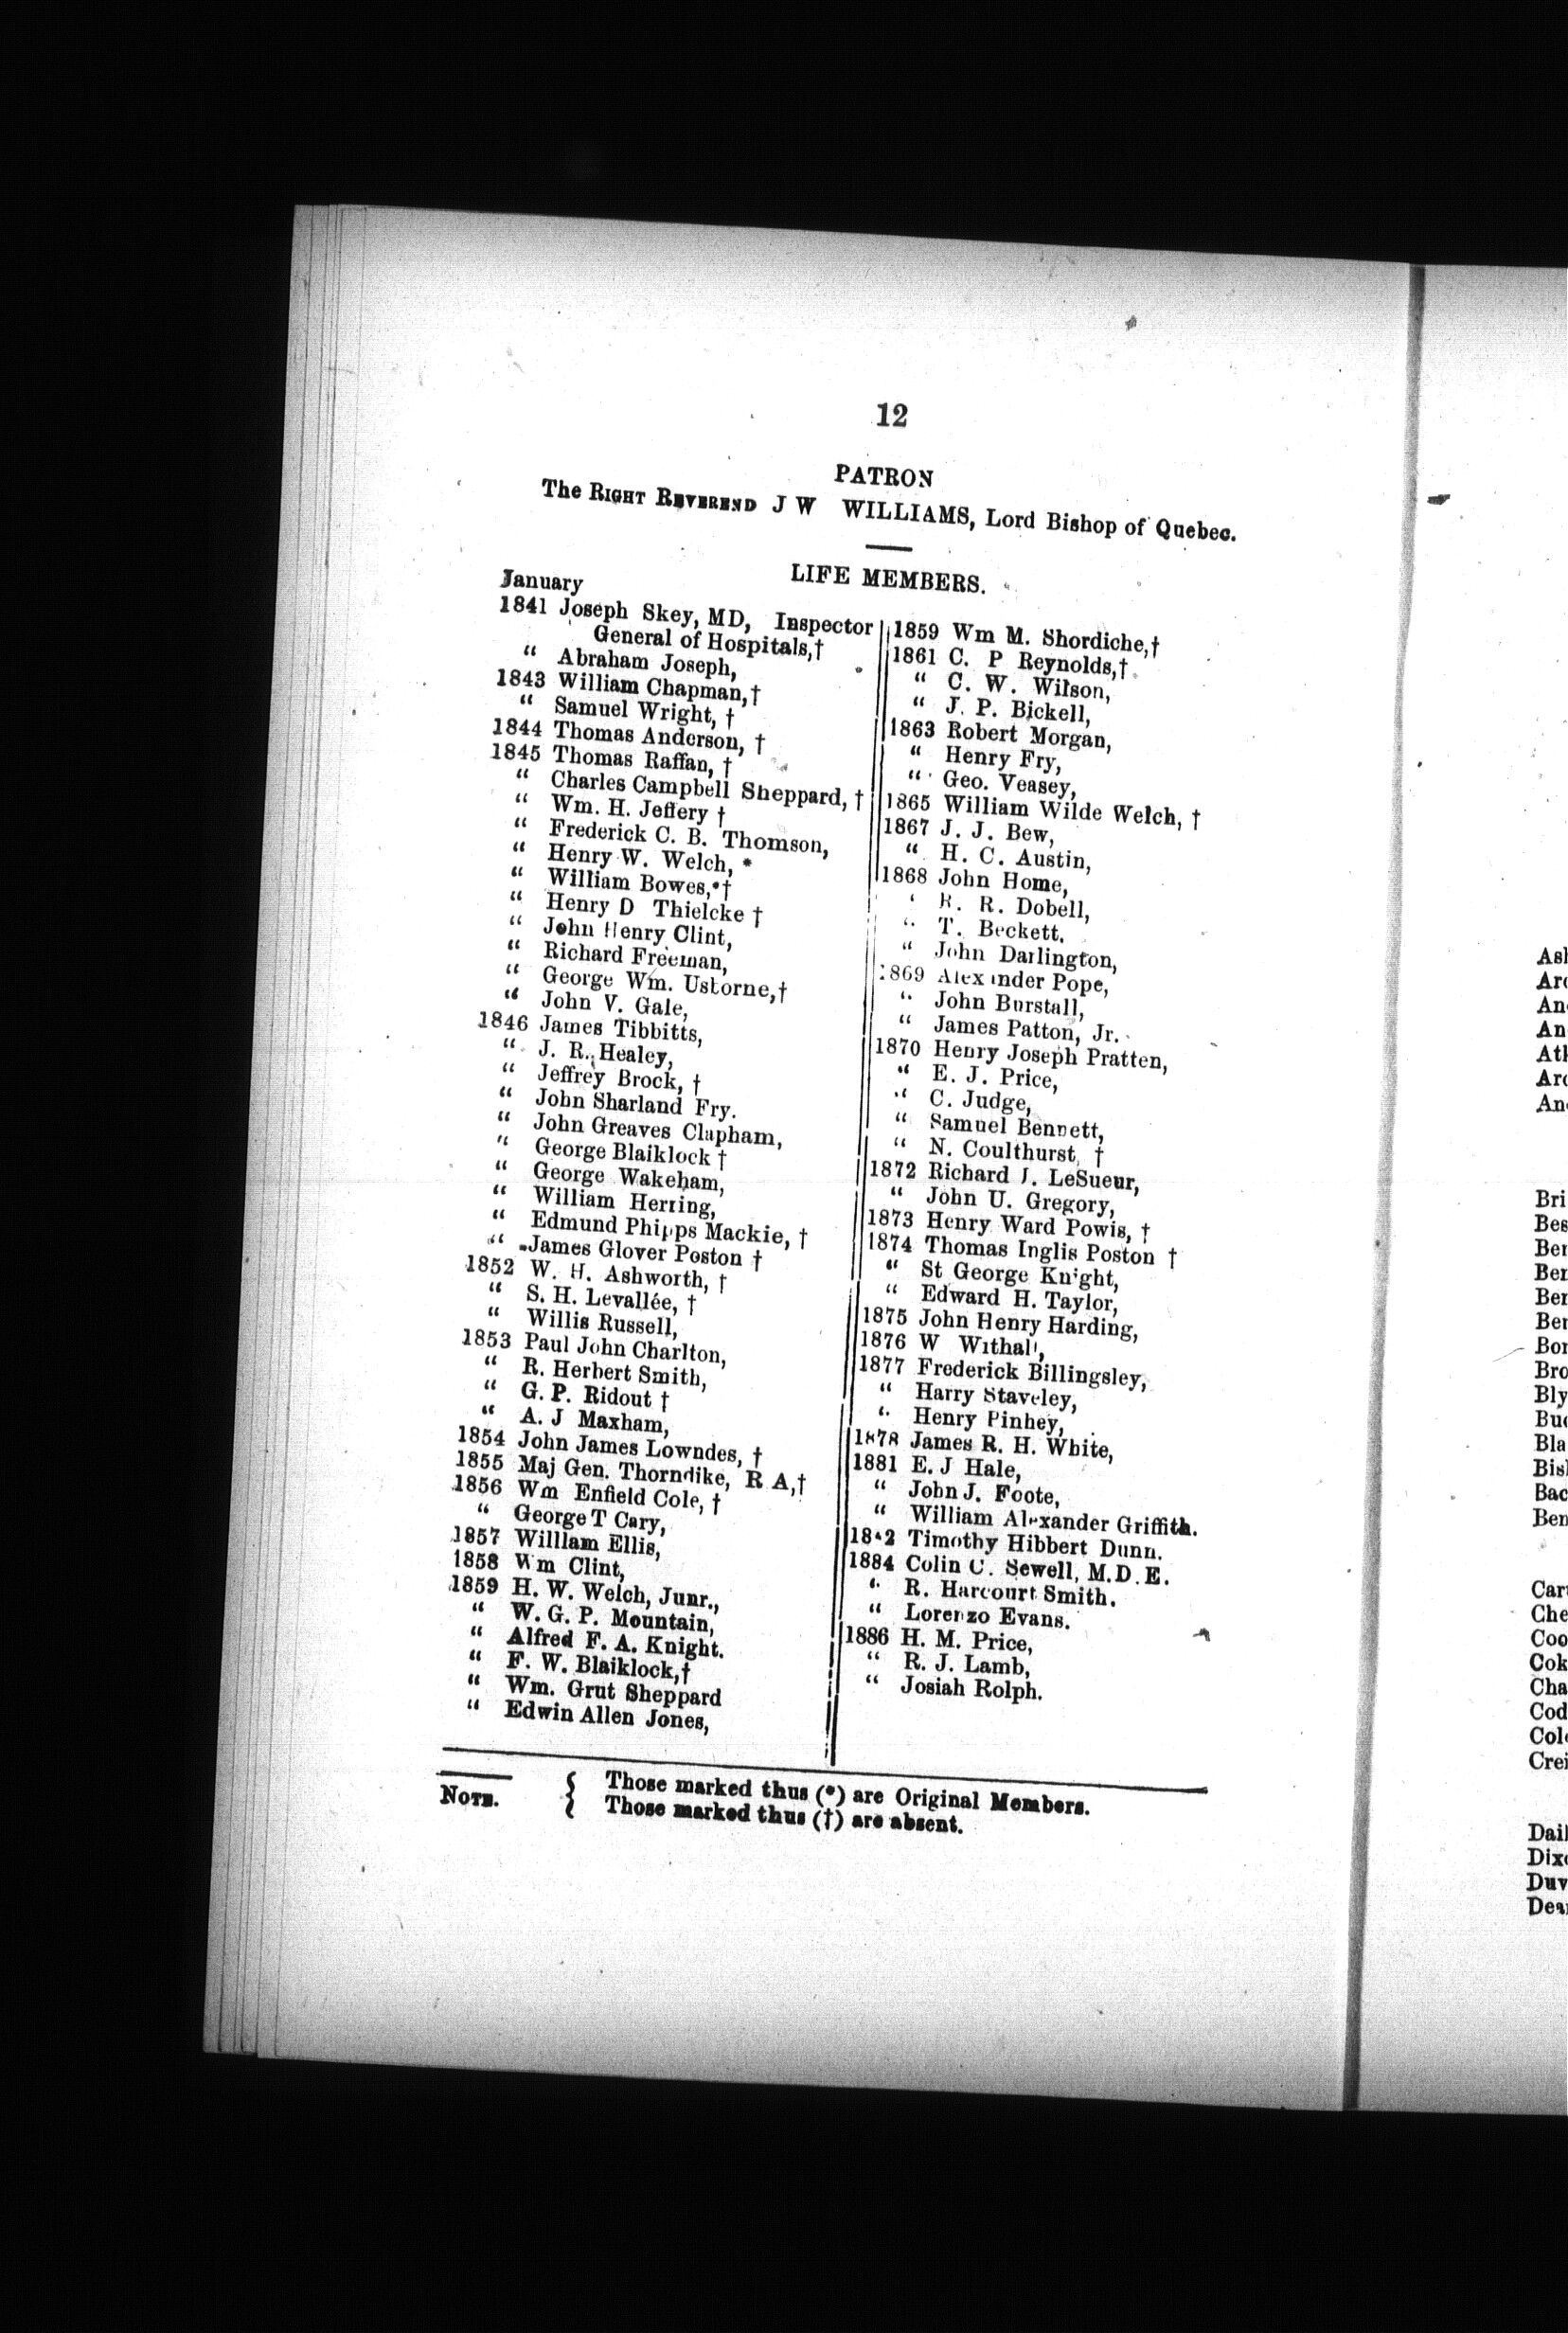 12
PATRON
The RIGHT REVEREND J W WILLIAMS, Lord Bishop of Quebec.
LIFE MEMBERS.
January
1841 Joseph Skey, MD, Inspector
General of Hospitals,†
“ Abraham Joseph,
1843 William Chapman,†
“ Samuel Wright, †
1844 Thomas Anderson, †
1845 Thomas Raffan, †
“ Charles Campbell Sheppard, †
“ Wm. H. Jeffery †
“ Frederick C. B. Thomson,
“ Henry W. Welch, *
“ William Bowes,*†
“ Henry D Thielcke †
“ John Henry Clint,
“ Richard Freeman,
“ George Wm. Usborne,†
“ John V. Gale,
1846 James Tibbitts,
“ J. R. Healey,
“ Jeffrey Brock, †
“ John Sharland Fry.
“ John Greaves Clapham,
“ George Blaiklock †
“ George Wakeham,
“ William Herring,
“ Edmund Phipps Mackie, †
“ James Glover Poston †
1852 W. H. Ashworth, †
“ S. H. Levallée, †
“ Willis Russell,
1853 Paul John Charlton,
“ R. Herbert Smith,
“ G. P. Ridout †
“ A. J Maxham,
1854 John James Lowndes, †
1855 Maj Gen. Thorndike, R A,†
1856 Wm Enfield Cole, †
“ George T Cary,
1857 Willlam Ellis,
1858 Wm Clint,
1859 H. W. Welch, Junr.,
“ W. G. P. Mountain,
“ Alfred F. A. Knight.
“ F. W. Blaiklock,†
“ Wm. Grut Sheppard
“ Edwin Allen Jones,
1859 Wm M. Shordiche,†
1861 C. P Reynolds,†
“ C. W. Wilson,
“ J. P. Bickell,
1863 Robert Morgan,
“ Henry Fry,
“ Geo. Veasey,
1865 William Wilde Welch, †
1867 J. J. Bew,
“ H. C. Austin,
1868 John Home,
“ R. R. Dobell,
“ T. Beckett.
“ John Darlington,
1869 Alexander Pope,
“ John Burstall,
“ James Patton, Jr.
1870 Henry Joseph Pratten,
“ E. J. Price,
“ C. Judge,
“ Samuel Bennett,
“ N. Coulthurst, †
1872 Richard J. LeSueur,
“ John U. Gregory,
1873 Henry Ward Powis, †
1874 Thomas Inglis Poston †
“ St George Knight,
“ Edward H. Taylor,
1875 John Henry Harding,
1876 W Withall,
1877 Frederick Billingsley,
“ Harry Staveley,
“ Henry Pinhey,
1878 James R. H. White,
1881 E. J Hale,
“ John J. Foote,
“ William Alexander Griffith.
1882 Timothy Hibbert Dunn.
1884 Colin C. Sewell, M.D.E.
“ R. Harcourt Smith.
“ Lorenzo Evans.
1886 H. M. Price,
“ R. J. Lamb,
“ Josiah Rolph.
NOTE. { Those marked thus (*) are Original Members.
Those marked thus (†) are absent.